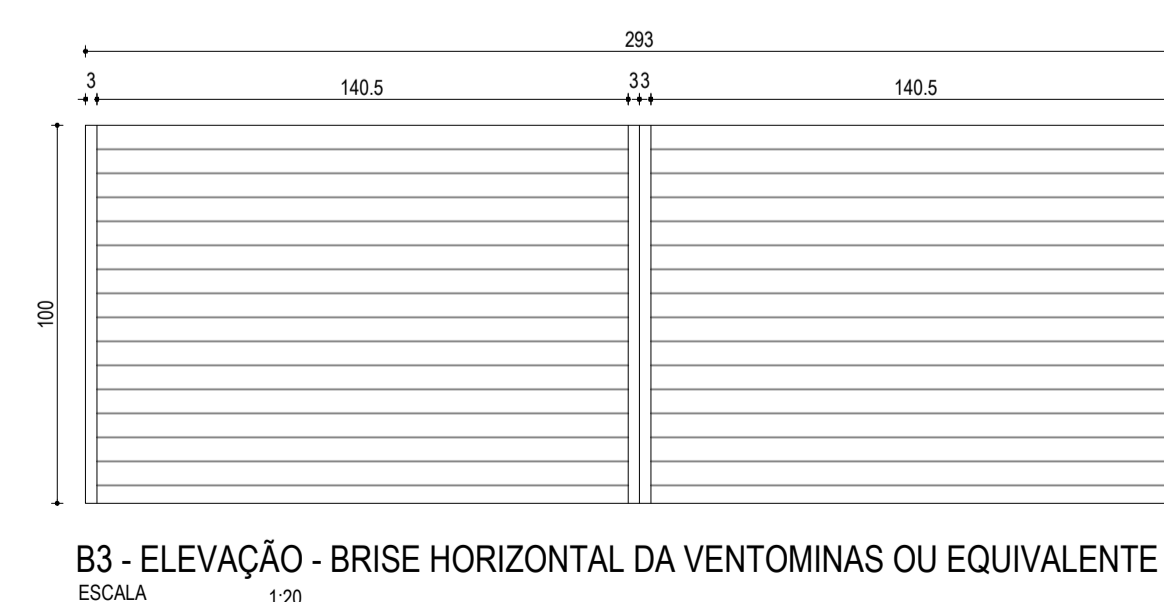 293
3 140.5 33 140.5
100
B3 - ELEVAÇÃO - BRISE HORIZONTAL DA VENTOMINAS OU EQUIVALENTE
ESCALA 1:20